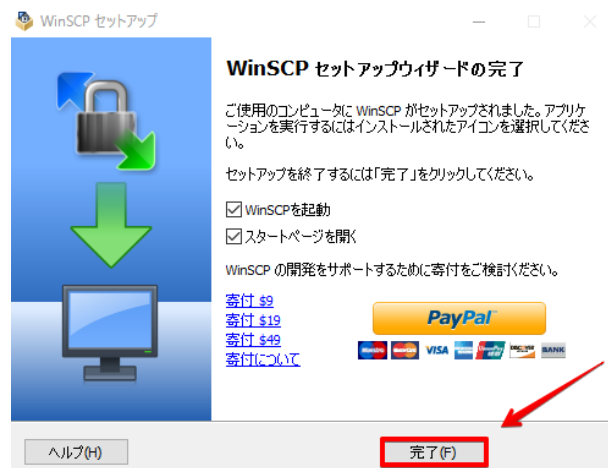 WinSCP セットアップ
WinSCP セットアップウィザードの完了
ご使用のコンピュータに WinSCP がセットアップされました。アプリケ
ーションを実行するにはインストールされたアイコンを選択してくださ
い。
セットアップを終了するには「完了」をクリックしてください。
WinSCPを起動
スタートページを開く
WinSCP の開発をサポートするために寄付をご検討ください。
寄付 $9
寄付 $19
寄付 $49
寄付について
PayPal
VISA
BANK
ヘルプ(H)
完了(F)